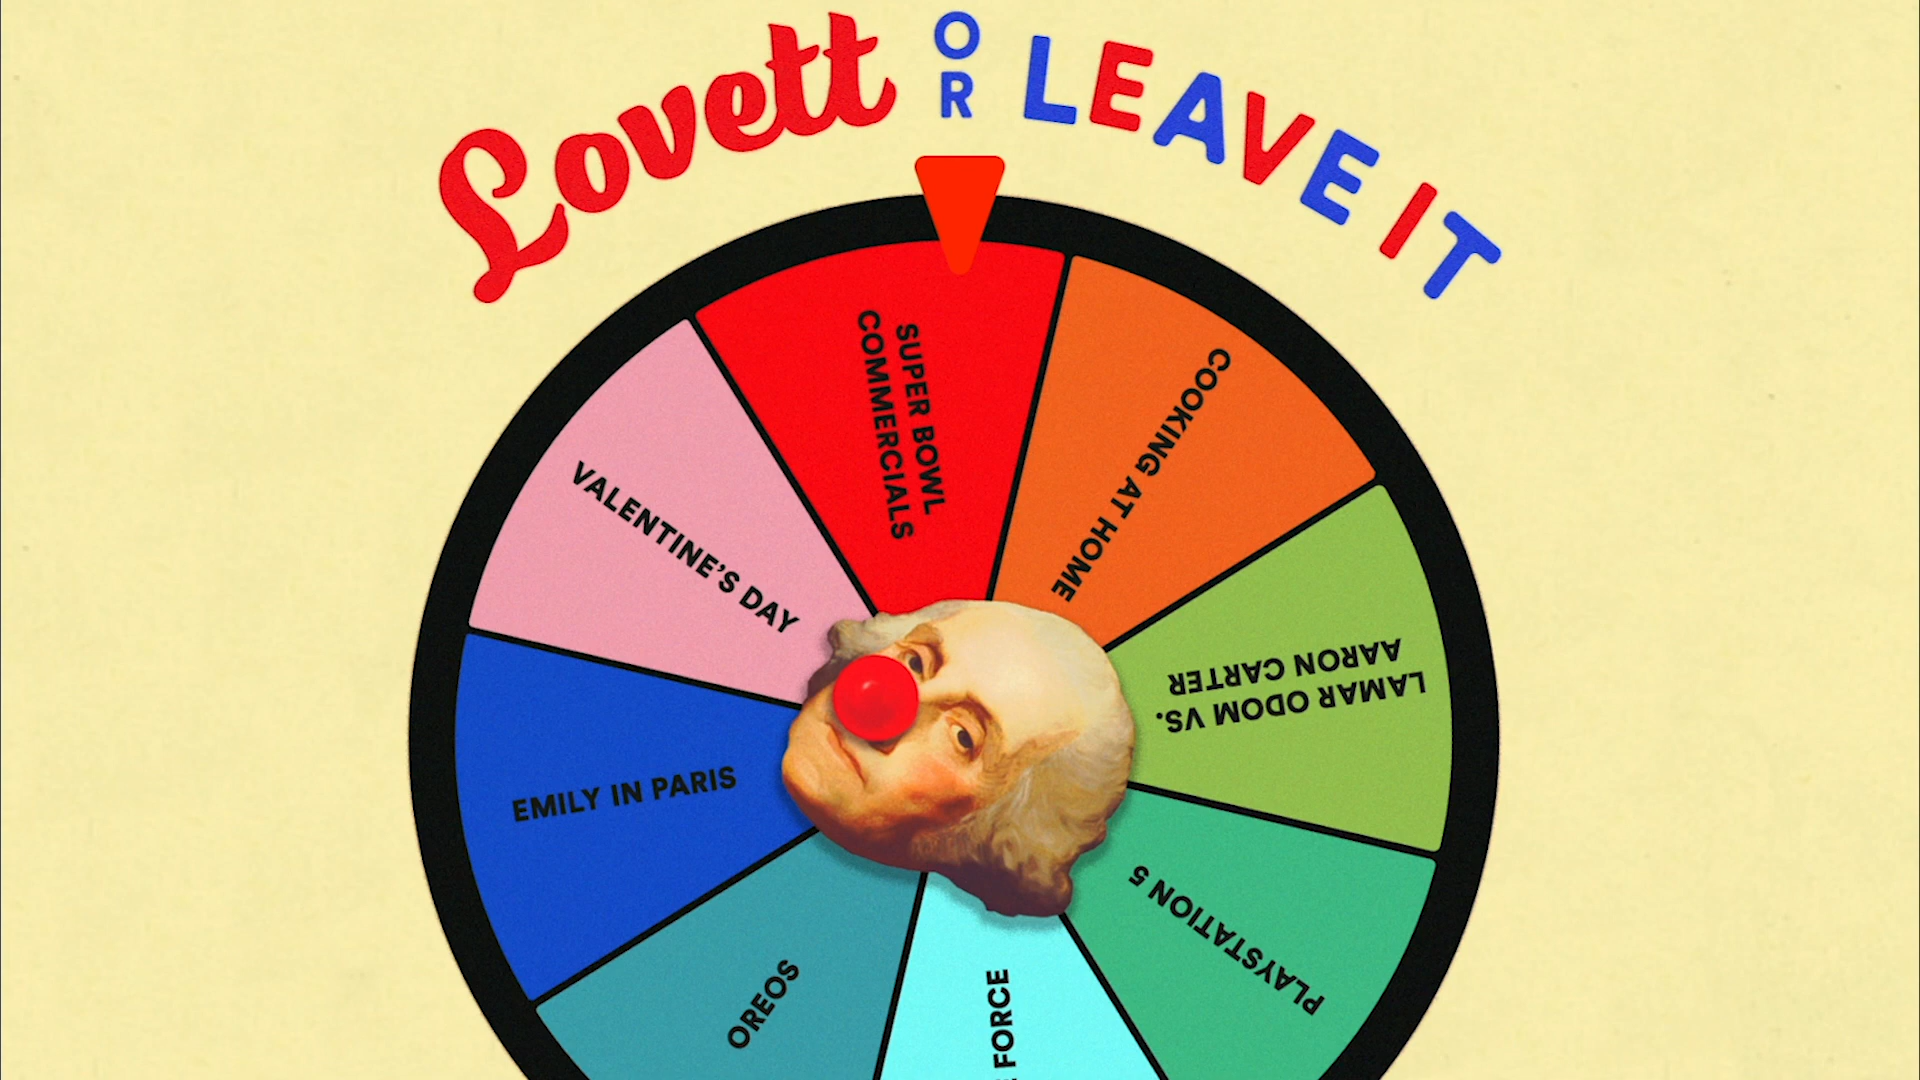 Lovett OR LEAVE IT
SUPER BOWL
COMMERCIALS
COOKING AT HOME
LAMAR ODOM VS.
AARON CARTER
PLAYSTATION 5
FORCE
OREOS
EMILY IN PARIS
VALENTINE'S DAY